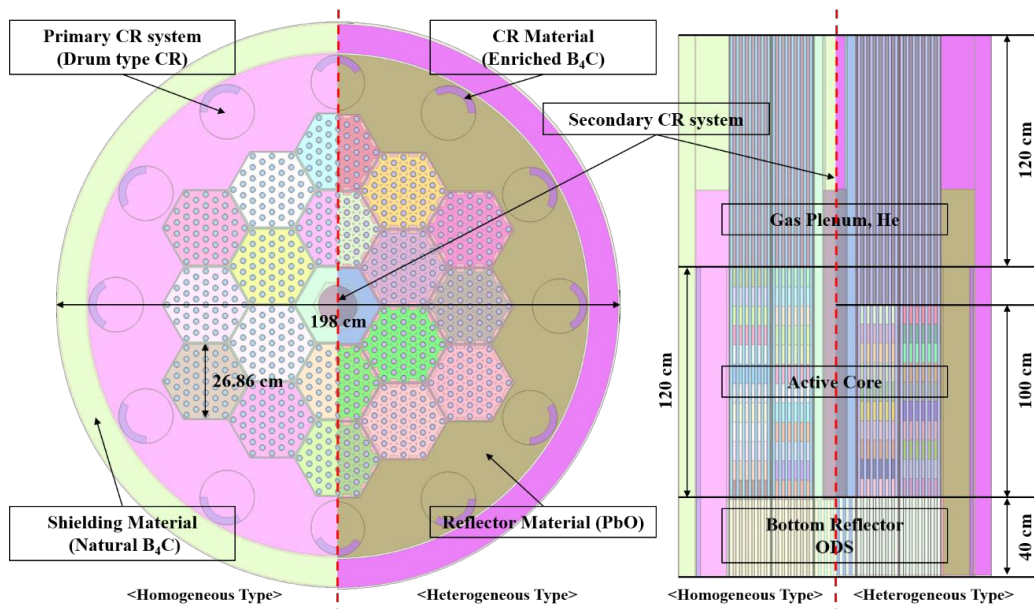 Primary CR system
(Drum type CR)
CR Material
(Enriched B₄C)
Secondary CR system
198 cm
26.86 cm
Shielding Material
(Natural B₄C)
Reflector Material (PbO)
<Homogeneous Type>
<Heterogeneous Type>
120 cm
Gas Plenum, He
120 cm
Active Core
100 cm
Bottom Reflector
ODS
40 cm
<Homogeneous Type>
<Heterogeneous Type>